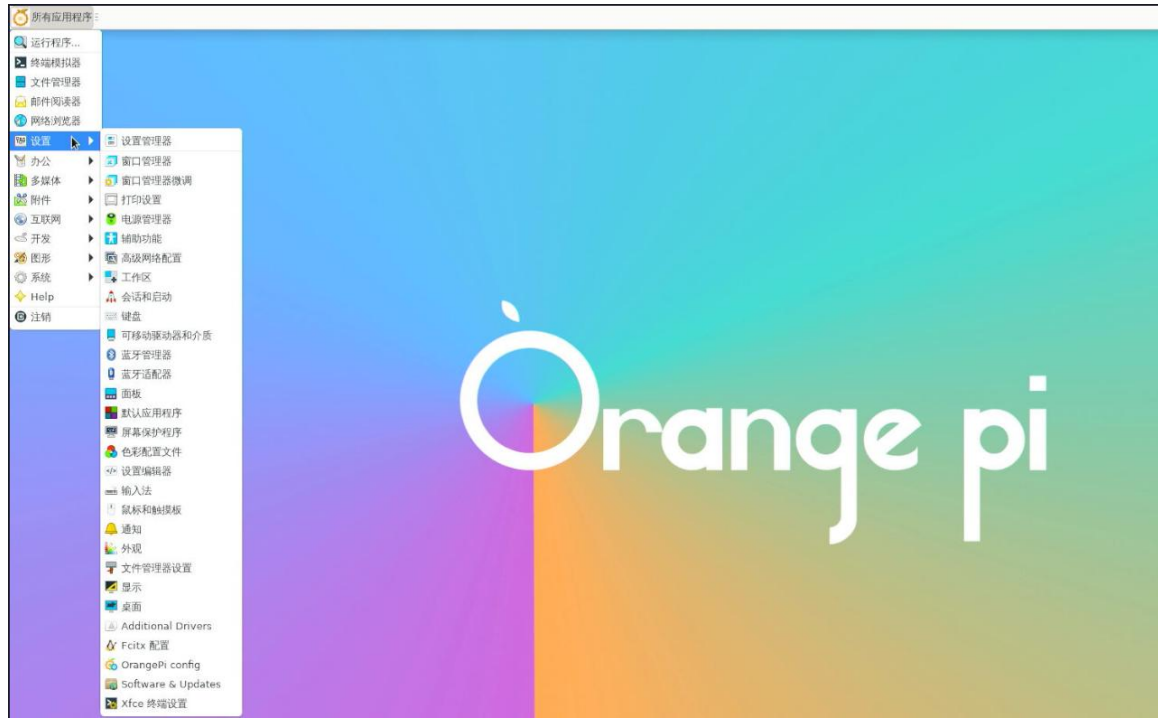 所有应用程序
运行程序...
终端模拟器
文件管理器
邮件阅读器
网络浏览器
设置
办公
多媒体
附件
互联网
开发
图形
系统
Help
注销
设置管理器
窗口管理器
窗口管理器微调
打印设置
电源管理器
辅助功能
高级网络配置
工作区
会话和启动
键盘
可移动驱动器和介质
蓝牙管理器
蓝牙适配器
面板
默认应用程序
屏幕保护程序
色彩配置文件
设置编辑器
输入法
鼠标和触摸板
通知
外观
文件管理器设置
显示
桌面
Additional Drivers
Fcitx 配置
OrangePi config
Software & Updates
Xfce 终端设置
Orange pi